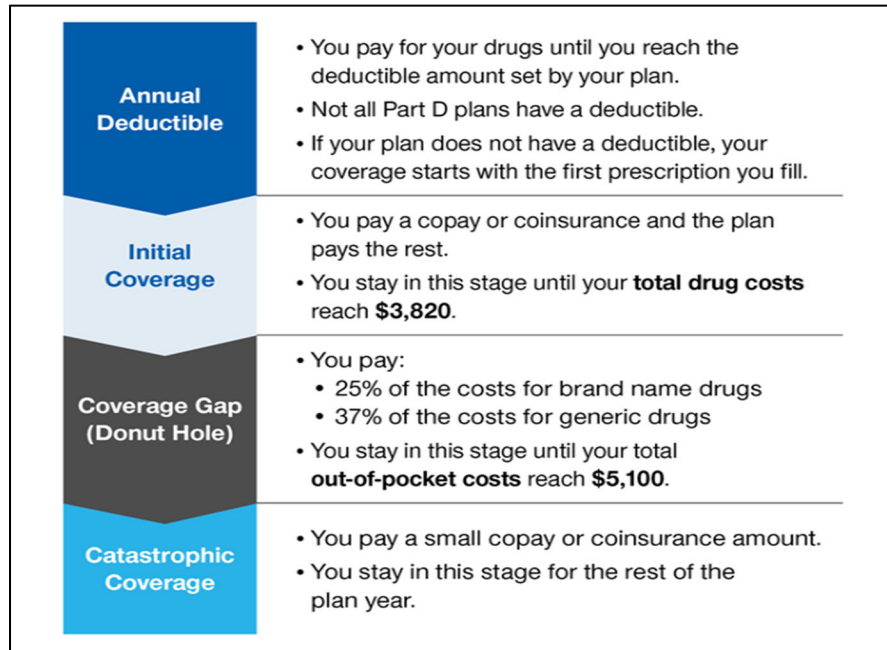 Annual
Deductible
• You pay for your drugs until you reach the
deductible amount set by your plan.
• Not all Part D plans have a deductible.
• If your plan does not have a deductible, your
coverage starts with the first prescription you fill.
Initial
Coverage
• You pay a copay or coinsurance and the plan
pays the rest.
• You stay in this stage until your total drug costs
reach $3,820.
Coverage Gap
(Donut Hole)
• You pay:
• 25% of the costs for brand name drugs
• 37% of the costs for generic drugs
• You stay in this stage until your total
out-of-pocket costs reach $5,100.
Catastrophic
Coverage
• You pay a small copay or coinsurance amount.
• You stay in this stage for the rest of the
plan year.